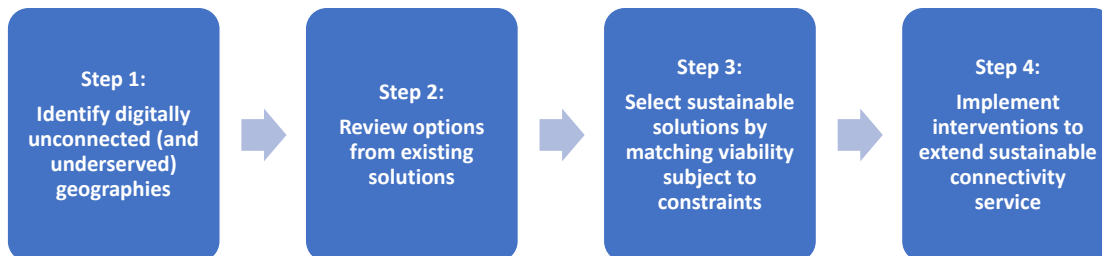 Step 1:
Identify digitally
unconnected (and
underserved)
geographies
Step 2:
Review options
from existing
solutions
Step 3:
Select sustainable
solutions by
matching viability
subject to
constraints
Step 4:
Implement
interventions to
extend sustainable
connectivity
service